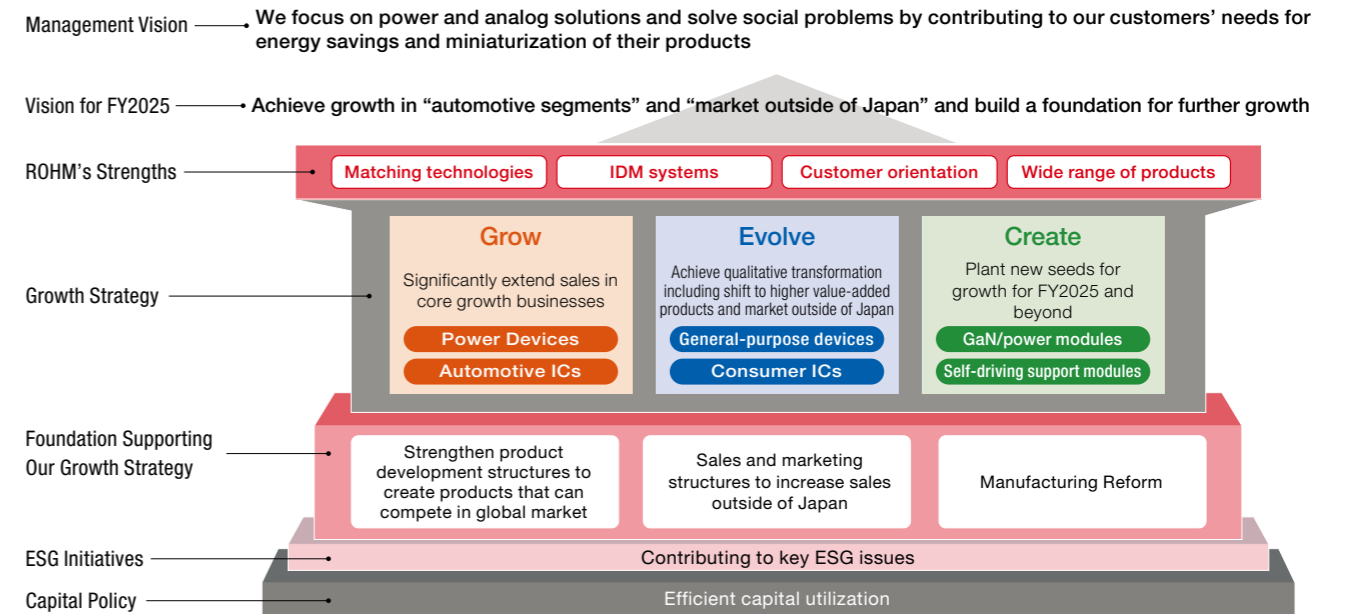 Management Vision
We focus on power and analog solutions and solve social problems by contributing to our customers’ needs for
energy savings and miniaturization of their products
Vision for FY2025
Achieve growth in “automotive segments” and “market outside of Japan” and build a foundation for further growth
ROHM’s Strengths
Matching technologies
IDM systems
Customer orientation
Wide range of products
Growth Strategy
Grow
Significantly extend sales in
core growth businesses
Power Devices
Automotive ICs
Evolve
Achieve qualitative transformation
including shift to higher value-added
products and market outside of Japan
General-purpose devices
Consumer ICs
Create
Plant new seeds for
growth for FY2025 and
beyond
GaN/power modules
Self-driving support modules
Foundation Supporting
Our Growth Strategy
Strengthen product
development structures to
create products that can
compete in global market
Sales and marketing
structures to increase sales
outside of Japan
Manufacturing Reform
ESG Initiatives
Contributing to key ESG issues
Capital Policy
Efficient capital utilization